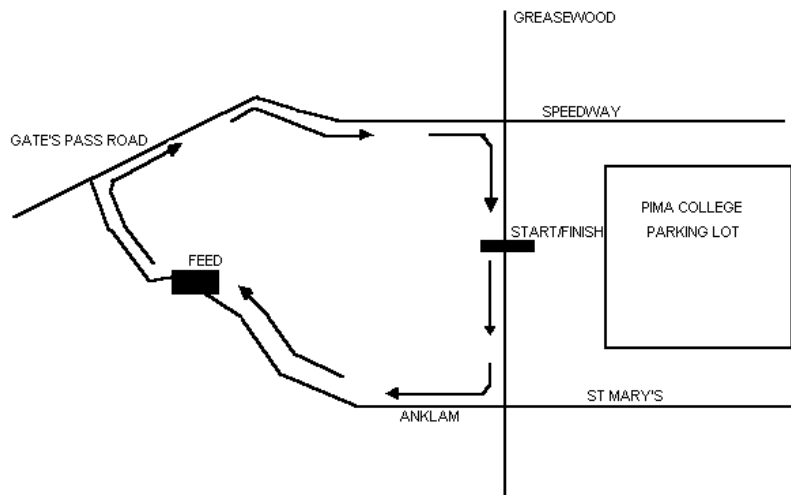 GREASEWOOD
SPEEDWAY
GATE'S PASS ROAD
PIMA COLLEGE
PARKING LOT
START/FINISH
FEED
ST MARY'S
ANKLAM